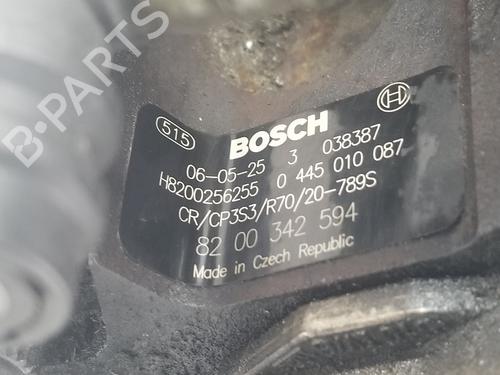 515
BOSCH
06-05-25 3 038387
H8200256255 0 445 010 087
CR/CP3S3/R70/20-789S
82 00 342 594
Made in Czech Republic
B-PARTS